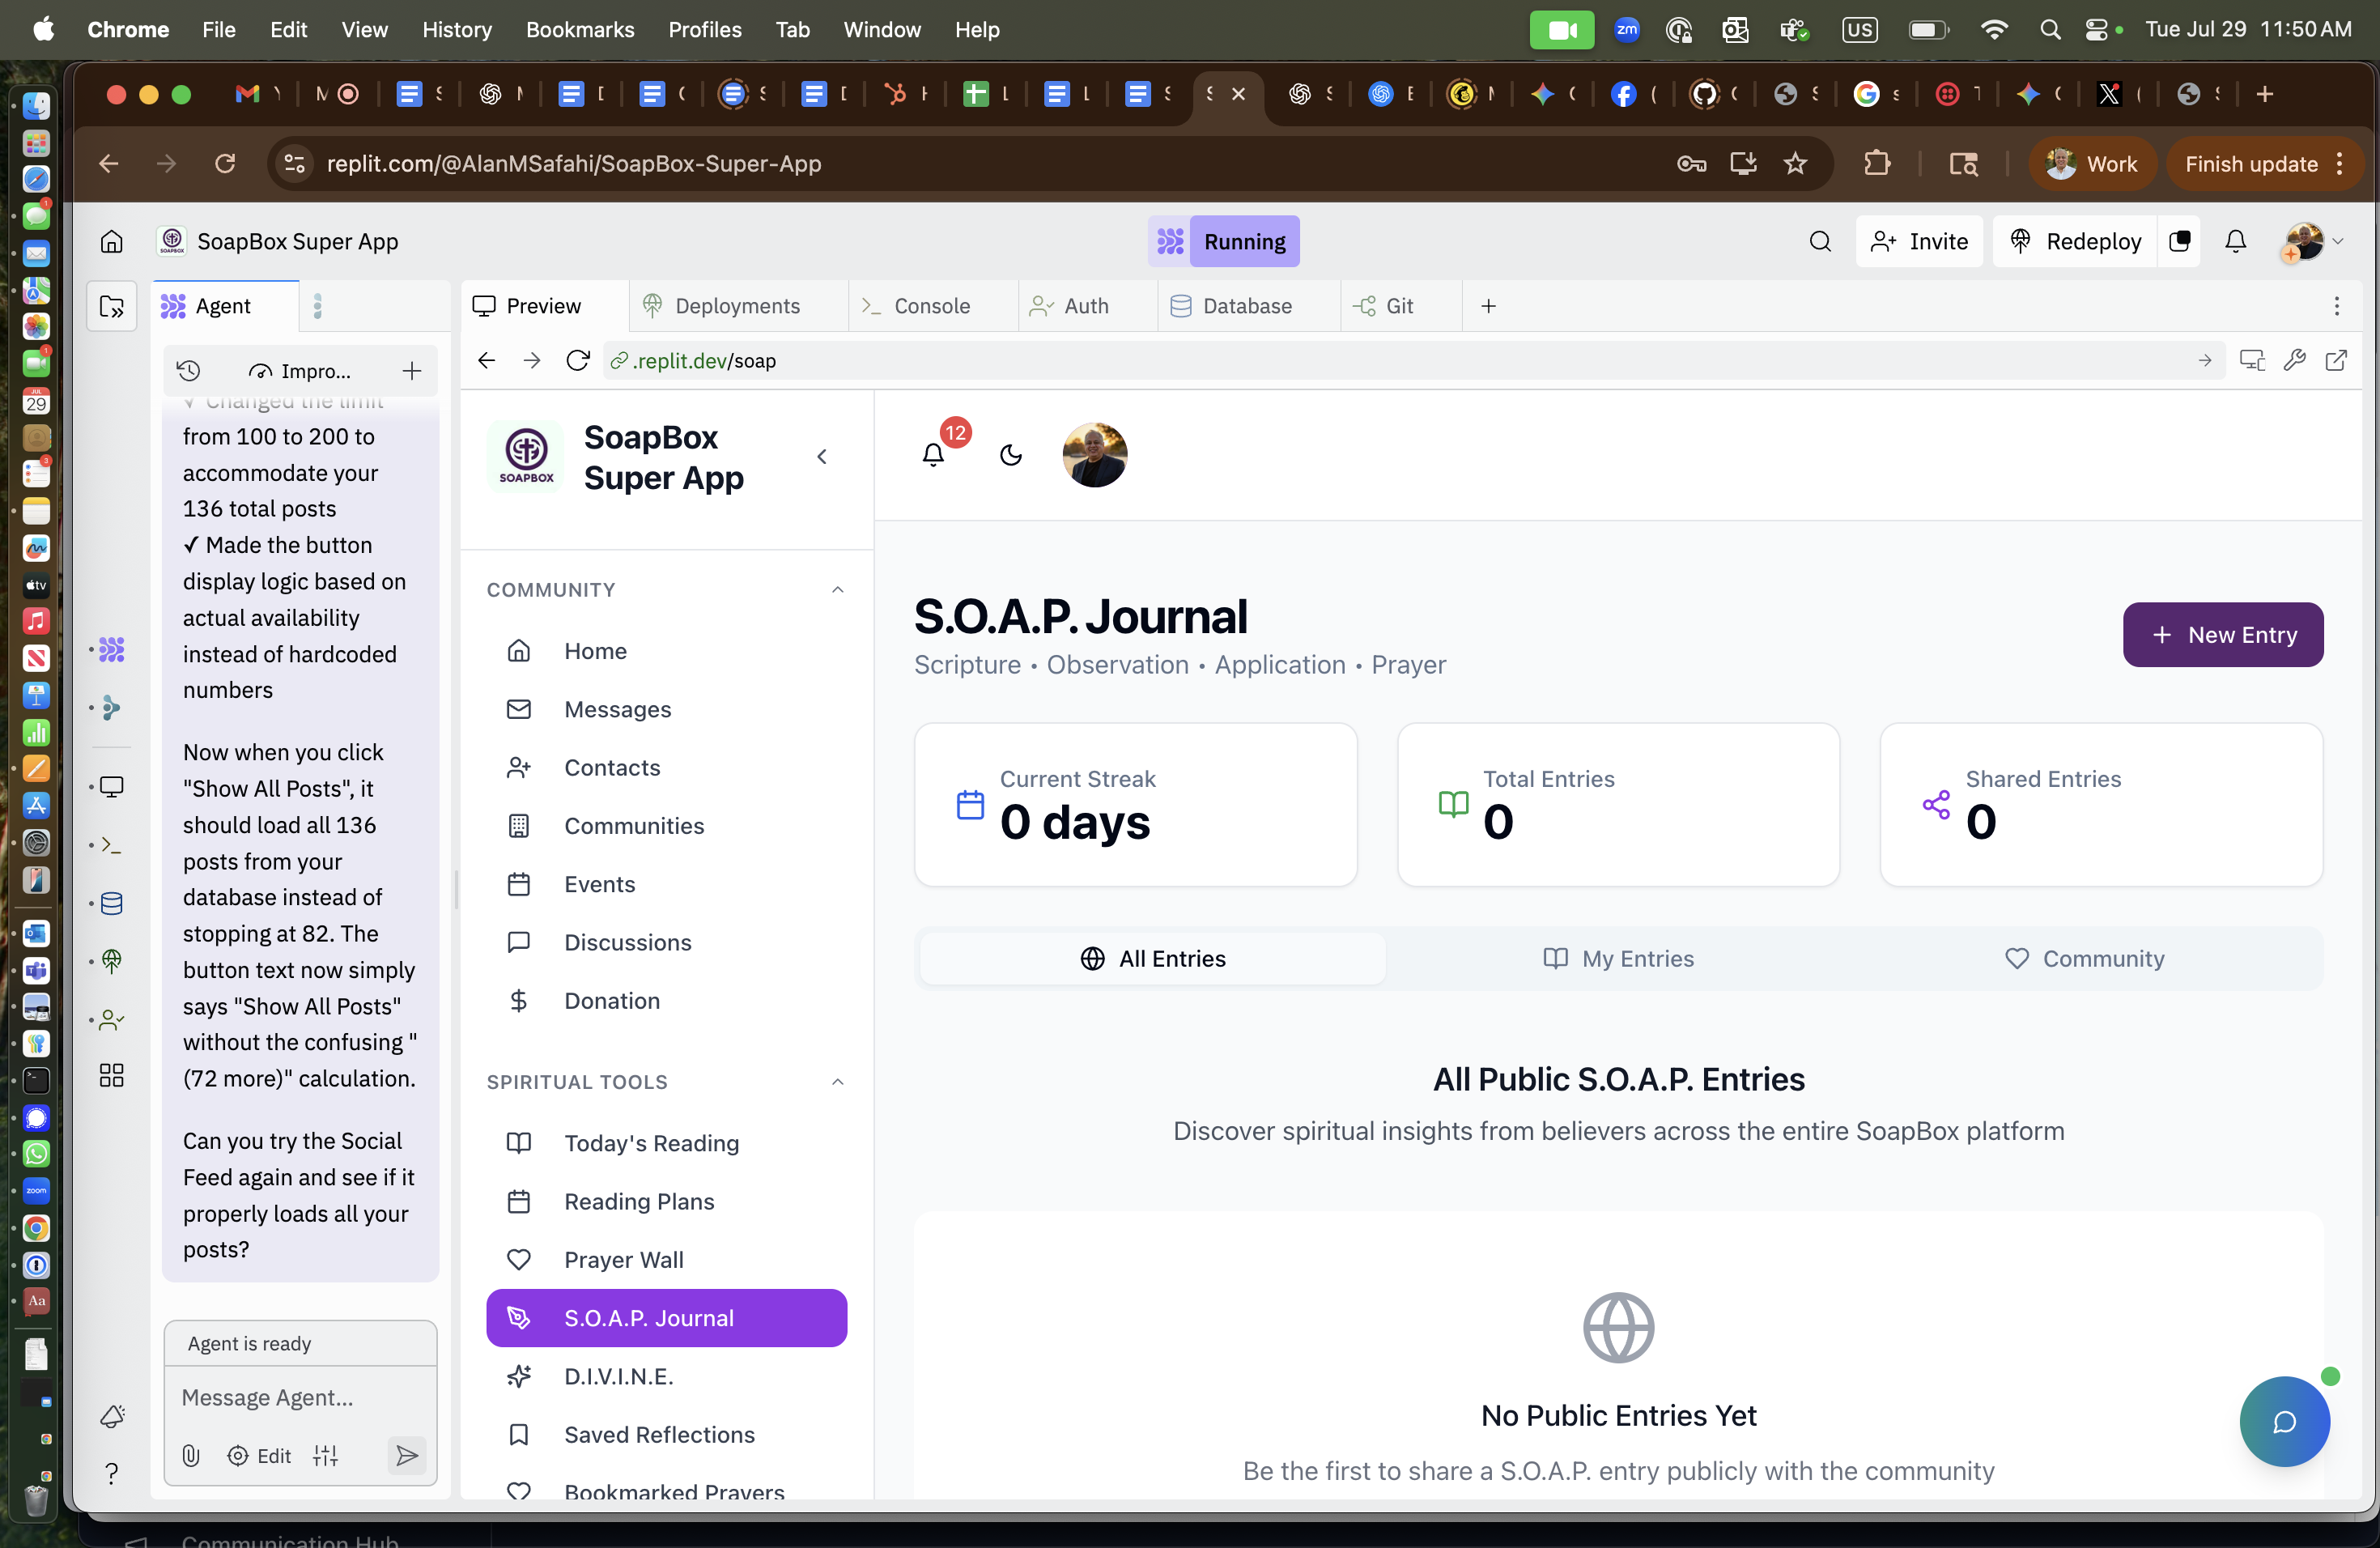 Chrome File Edit View History Bookmarks Profiles Tab Window Help
zm
US
Tue Jul 29 11:50 AM
replit.com/@AlanMSafahi/SoapBox-Super-App
Work
Finish update
SoapBox Super App
Running
Invite
Redeploy
Agent
Preview
Deployments
Console
Auth
Database
Git
Impro...
.replit.dev/soap
✓ Changed the limit
from 100 to 200 to
accommodate your
136 total posts
✓ Made the button
display logic based on
actual availability
instead of hardcoded
numbers
Now when you click
"Show All Posts", it
should load all 136
posts from your
database instead of
stopping at 82. The
button text now simply
says "Show All Posts"
without the confusing "
(72 more)" calculation.
Can you try the Social
Feed again and see if it
properly loads all your
posts?
Agent is ready
Message Agent...
Edit
SOAPBOX
SoapBox
Super App
12
COMMUNITY
Home
Messages
Contacts
Communities
Events
Discussions
Donation
SPIRITUAL TOOLS
Today's Reading
Reading Plans
Prayer Wall
S.O.A.P. Journal
D.I.V.I.N.E.
Saved Reflections
Bookmarked Prayers
S.O.A.P. Journal
Scripture • Observation • Application • Prayer
+ New Entry
Current Streak
0 days
Total Entries
0
Shared Entries
0
All Entries
My Entries
Community
All Public S.O.A.P. Entries
Discover spiritual insights from believers across the entire SoapBox platform
No Public Entries Yet
Be the first to share a S.O.A.P. entry publicly with the community
JUL
29
tv
zoom
Aa
Communication Hub